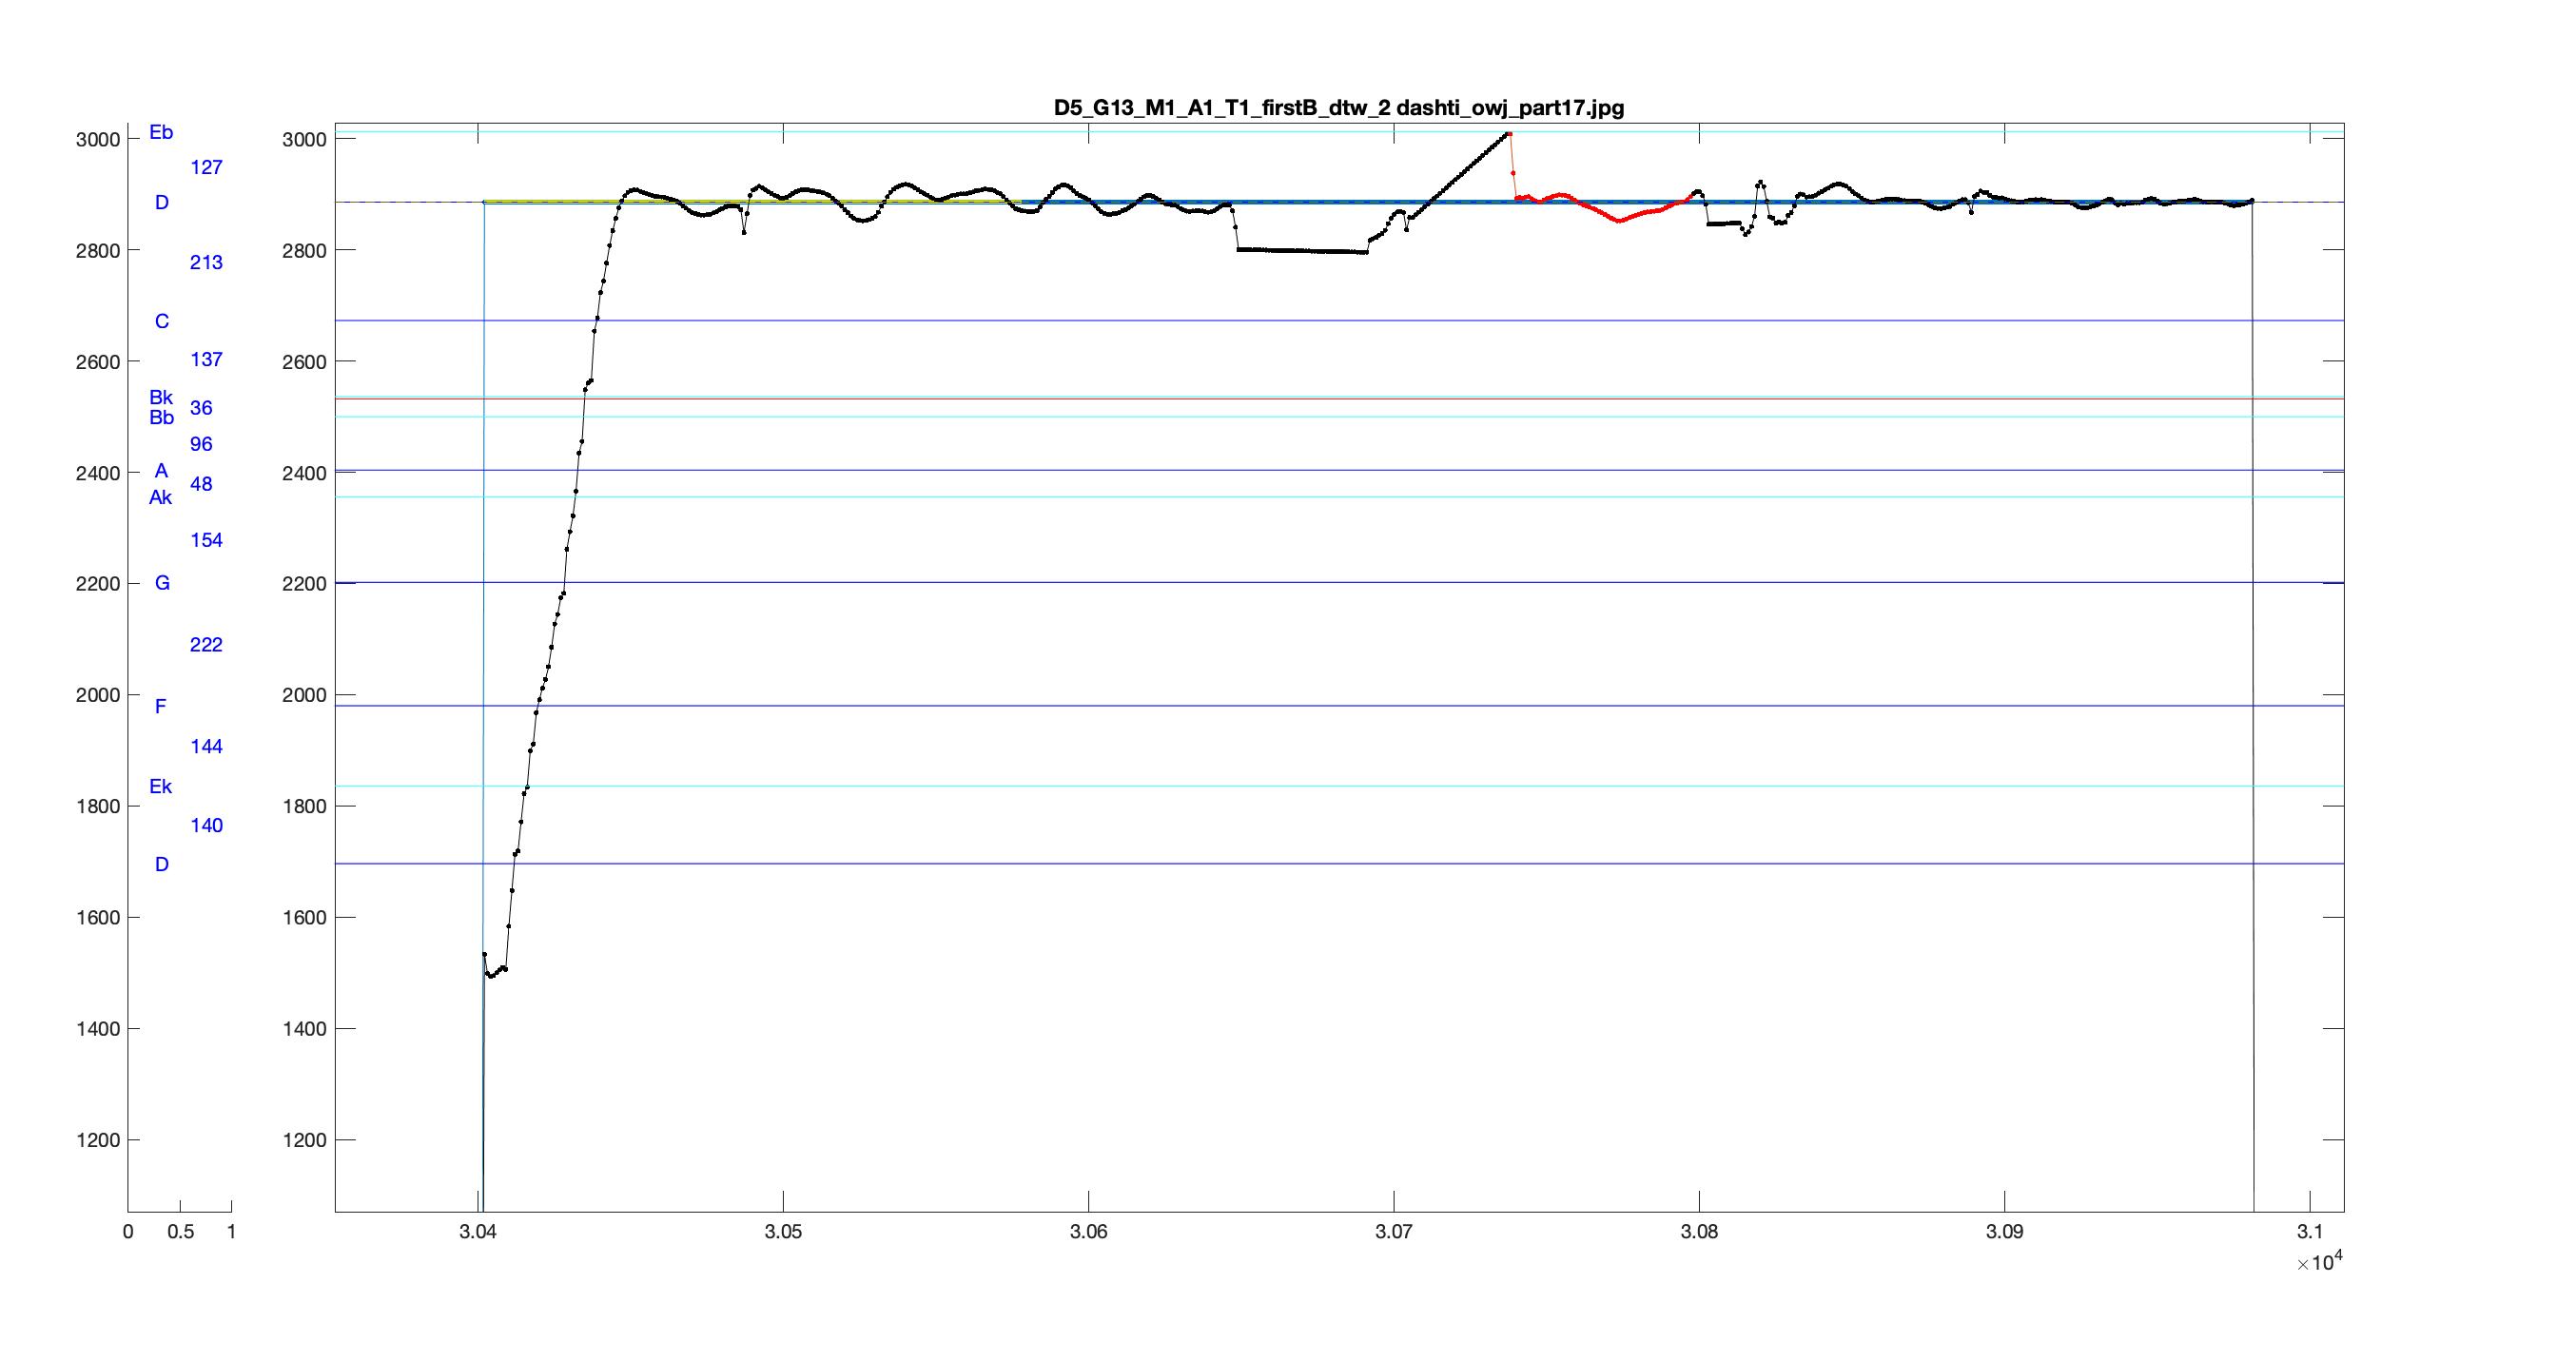 D5_G13_M1_A1_T1_firstB_dtw_2 dashti_owj_part17.jpg
3000 Eb 3000
127
D
2800 2800
213
C
137
2600 2600
Bk
36
Bb
96
2400 A 2400
48
Ak
154
2200 G 2200
222
2000 F 2000
144
Ek
1800 1800
140
D
1600 1600
1400 1400
1200 1200
0 0.5 1 3.04 3.05 3.06 3.07 3.08 3.09 3.1
×10^4